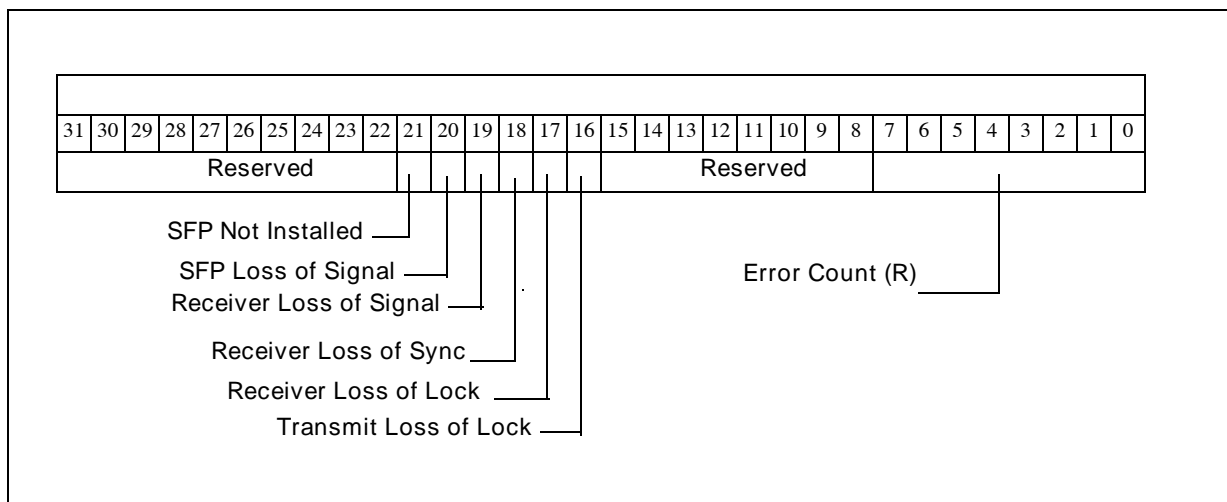 31 30 29 28 27 26 25 24 23 22 21 20 19 18 17 16 15 14 13 12 11 10 9 8 7 6 5 4 3 2 1 0
Reserved Reserved
SFP Not Installed
SFP Loss of Signal
Error Count (R)
Receiver Loss of Signal
Receiver Loss of Sync
Receiver Loss of Lock
Transmit Loss of Lock